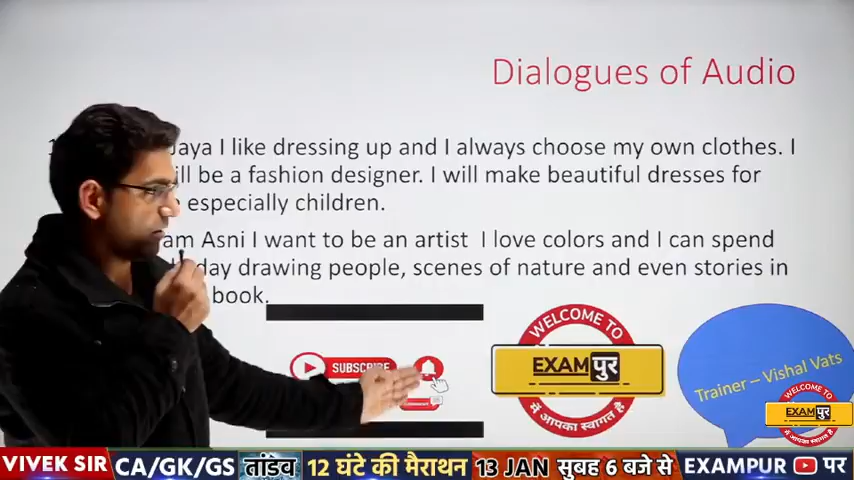 Dialogues of Audio
Jaya I like dressing up and I always choose my own clothes. I
be a fashion designer. I will make beautiful dresses for
especially children.
am Asni I want to be an artist I love colors and I can spend
day drawing people, scenes of nature and even stories in
book.
SUBSCRIBE
WELCOME TO
EXAMपुर
में आपका स्वागत है
Trainer – Vishal Vats
WELCOME TO
EXAMपुर
में आपका स्वागत है
VIVEK SIR CA/GK/GS तांडव 12 घंटे की मैराथन 13 JAN सुबह 6 बजे से EXAMPUR पर